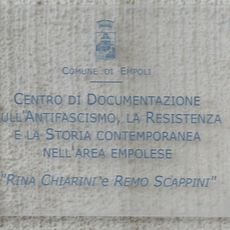 COMUNE DI EMPOLI
CENTRO DI DOCUMENTAZIONE
SULL'ANTIFASCISMO, LA RESISTENZA
E LA STORIA CONTEMPORANEA
NELL'AREA EMPOLESE
"RINA CHIARINI e REMO SCAPPINI"